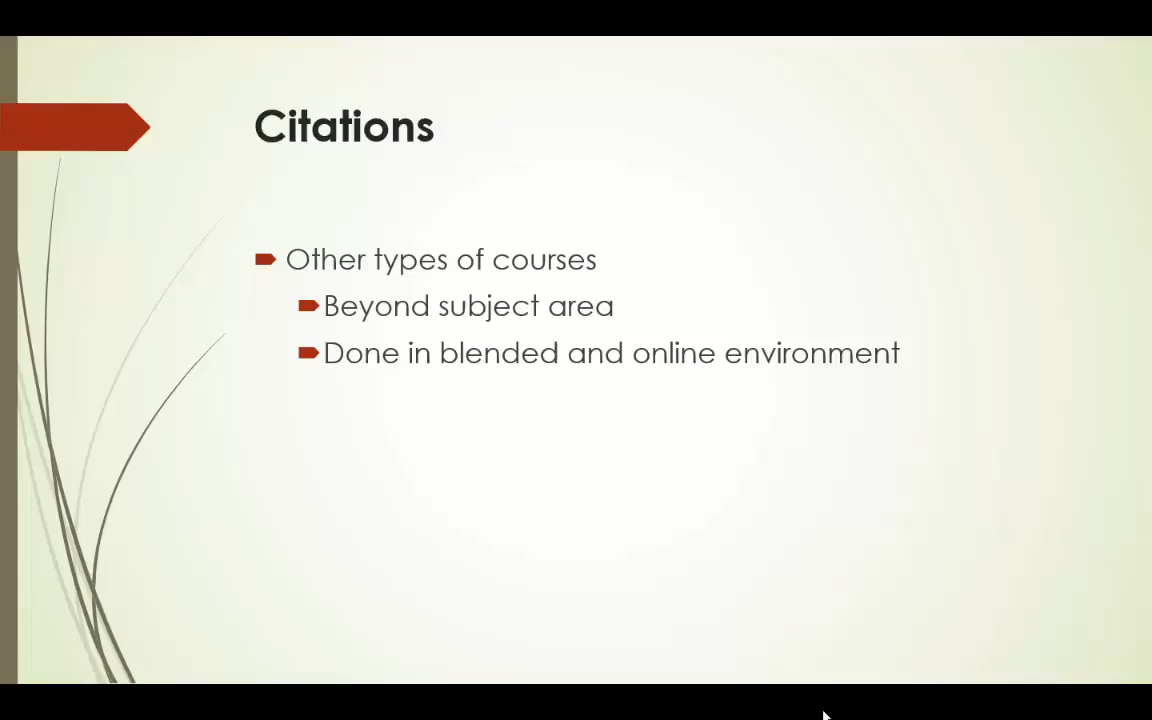 Citations
Other types of courses
Beyond subject area
Done in blended and online environment